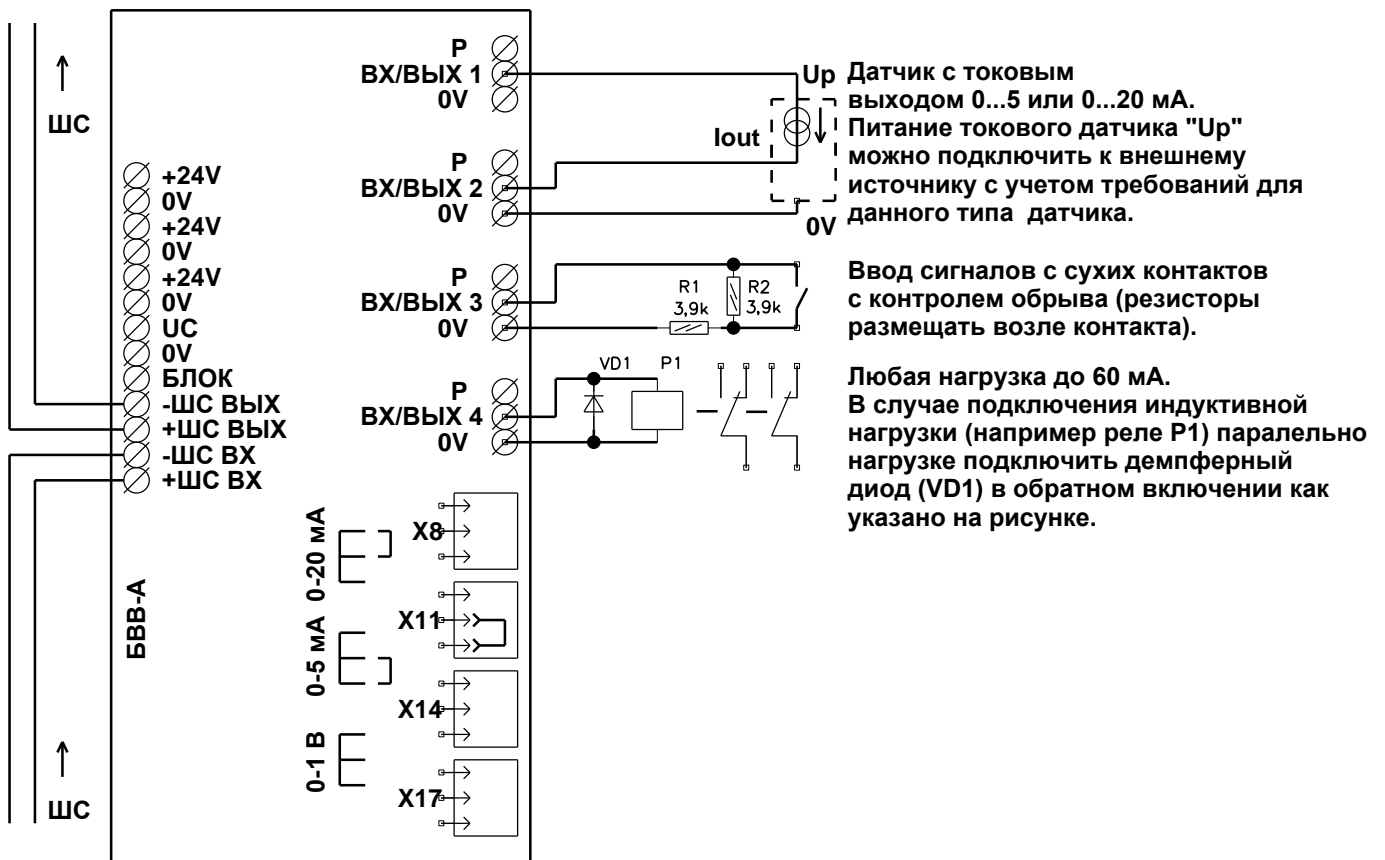 ШС
+24V
0V
+24V
0V
+24V
0V
UC
0V
БЛОК
-ШС ВЫХ
+ШС ВЫХ
-ШС ВХ
+ШС ВХ
БВВ-А
ШС
P
ВХ/ВЫХ 1
0V
P
ВХ/ВЫХ 2
0V
P
ВХ/ВЫХ 3
0V
P
ВХ/ВЫХ 4
0V
0-20 мА
0-5 мА
0-1 В
X8
X11
X14
X17
Up
Iout
0V
Датчик с токовым
выходом 0...5 или 0...20 мА.
Питание токового датчика "Up"
можно подключить к внешнему
источнику с учетом требований для
данного типа датчика.
R1
3,9k
R2
3,9k
Ввод сигналов с сухих контактов
с контролем обрыва (резисторы
размещать возле контакта).
VD1
P1
Любая нагрузка до 60 мА.
В случае подключения индуктивной
нагрузки (например реле P1) паралельно
нагрузке подключить демпферный
диод (VD1) в обратном включении как
указано на рисунке.